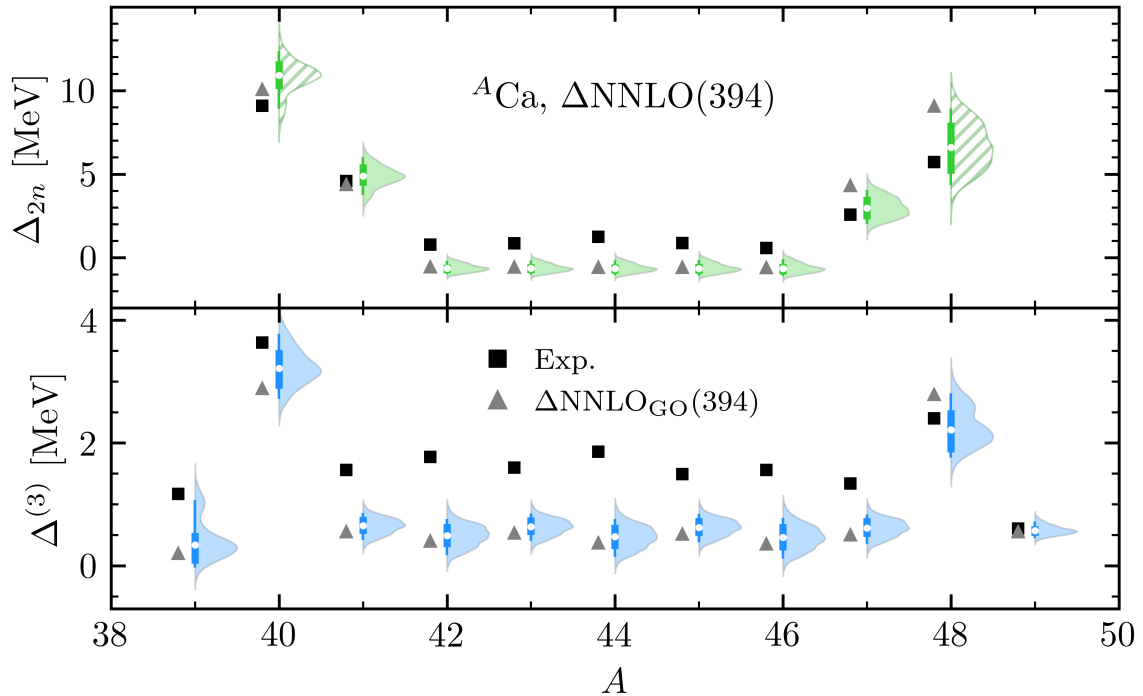 Δ₂ₙ [MeV]
10
5
0
ᴬCa, ΔNNLO(394)
Δ⁽³⁾ [MeV]
4
2
0
Exp.
ΔNNLO_GO(394)
38 40 42 44 46 48 50
A